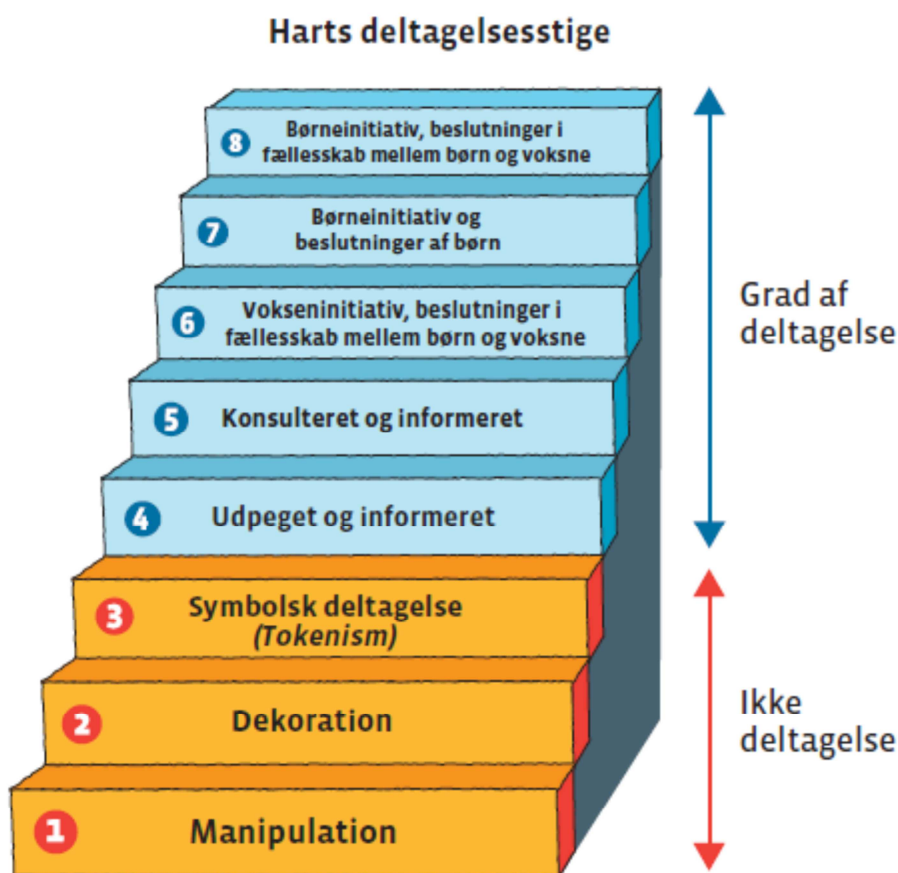 Harts deltagelsesstige
8
Børneinitiativ, beslutninger i
fællesskab mellem børn og voksne
7
Børneinitiativ og
beslutninger af børn
6
Vokseninitiativ, beslutninger i
fællesskab mellem børn og voksne
5
Konsulteret og informeret
4
Udpeget og informeret
Grad af
deltagelse
3
Symbolsk deltagelse
(Tokenism)
2
Dekoration
1
Manipulation
Ikke
deltagelse